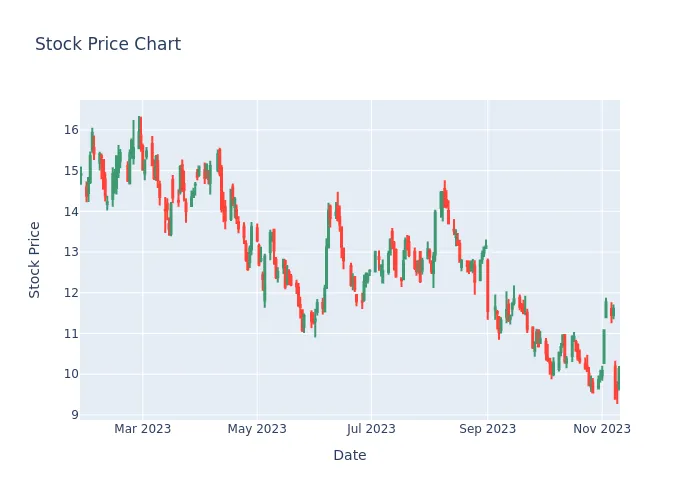 Stock Price Chart
Stock Price
16
15
14
13
12
11
10
9
Mar 2023
May 2023
Jul 2023
Sep 2023
Nov 2023
Date